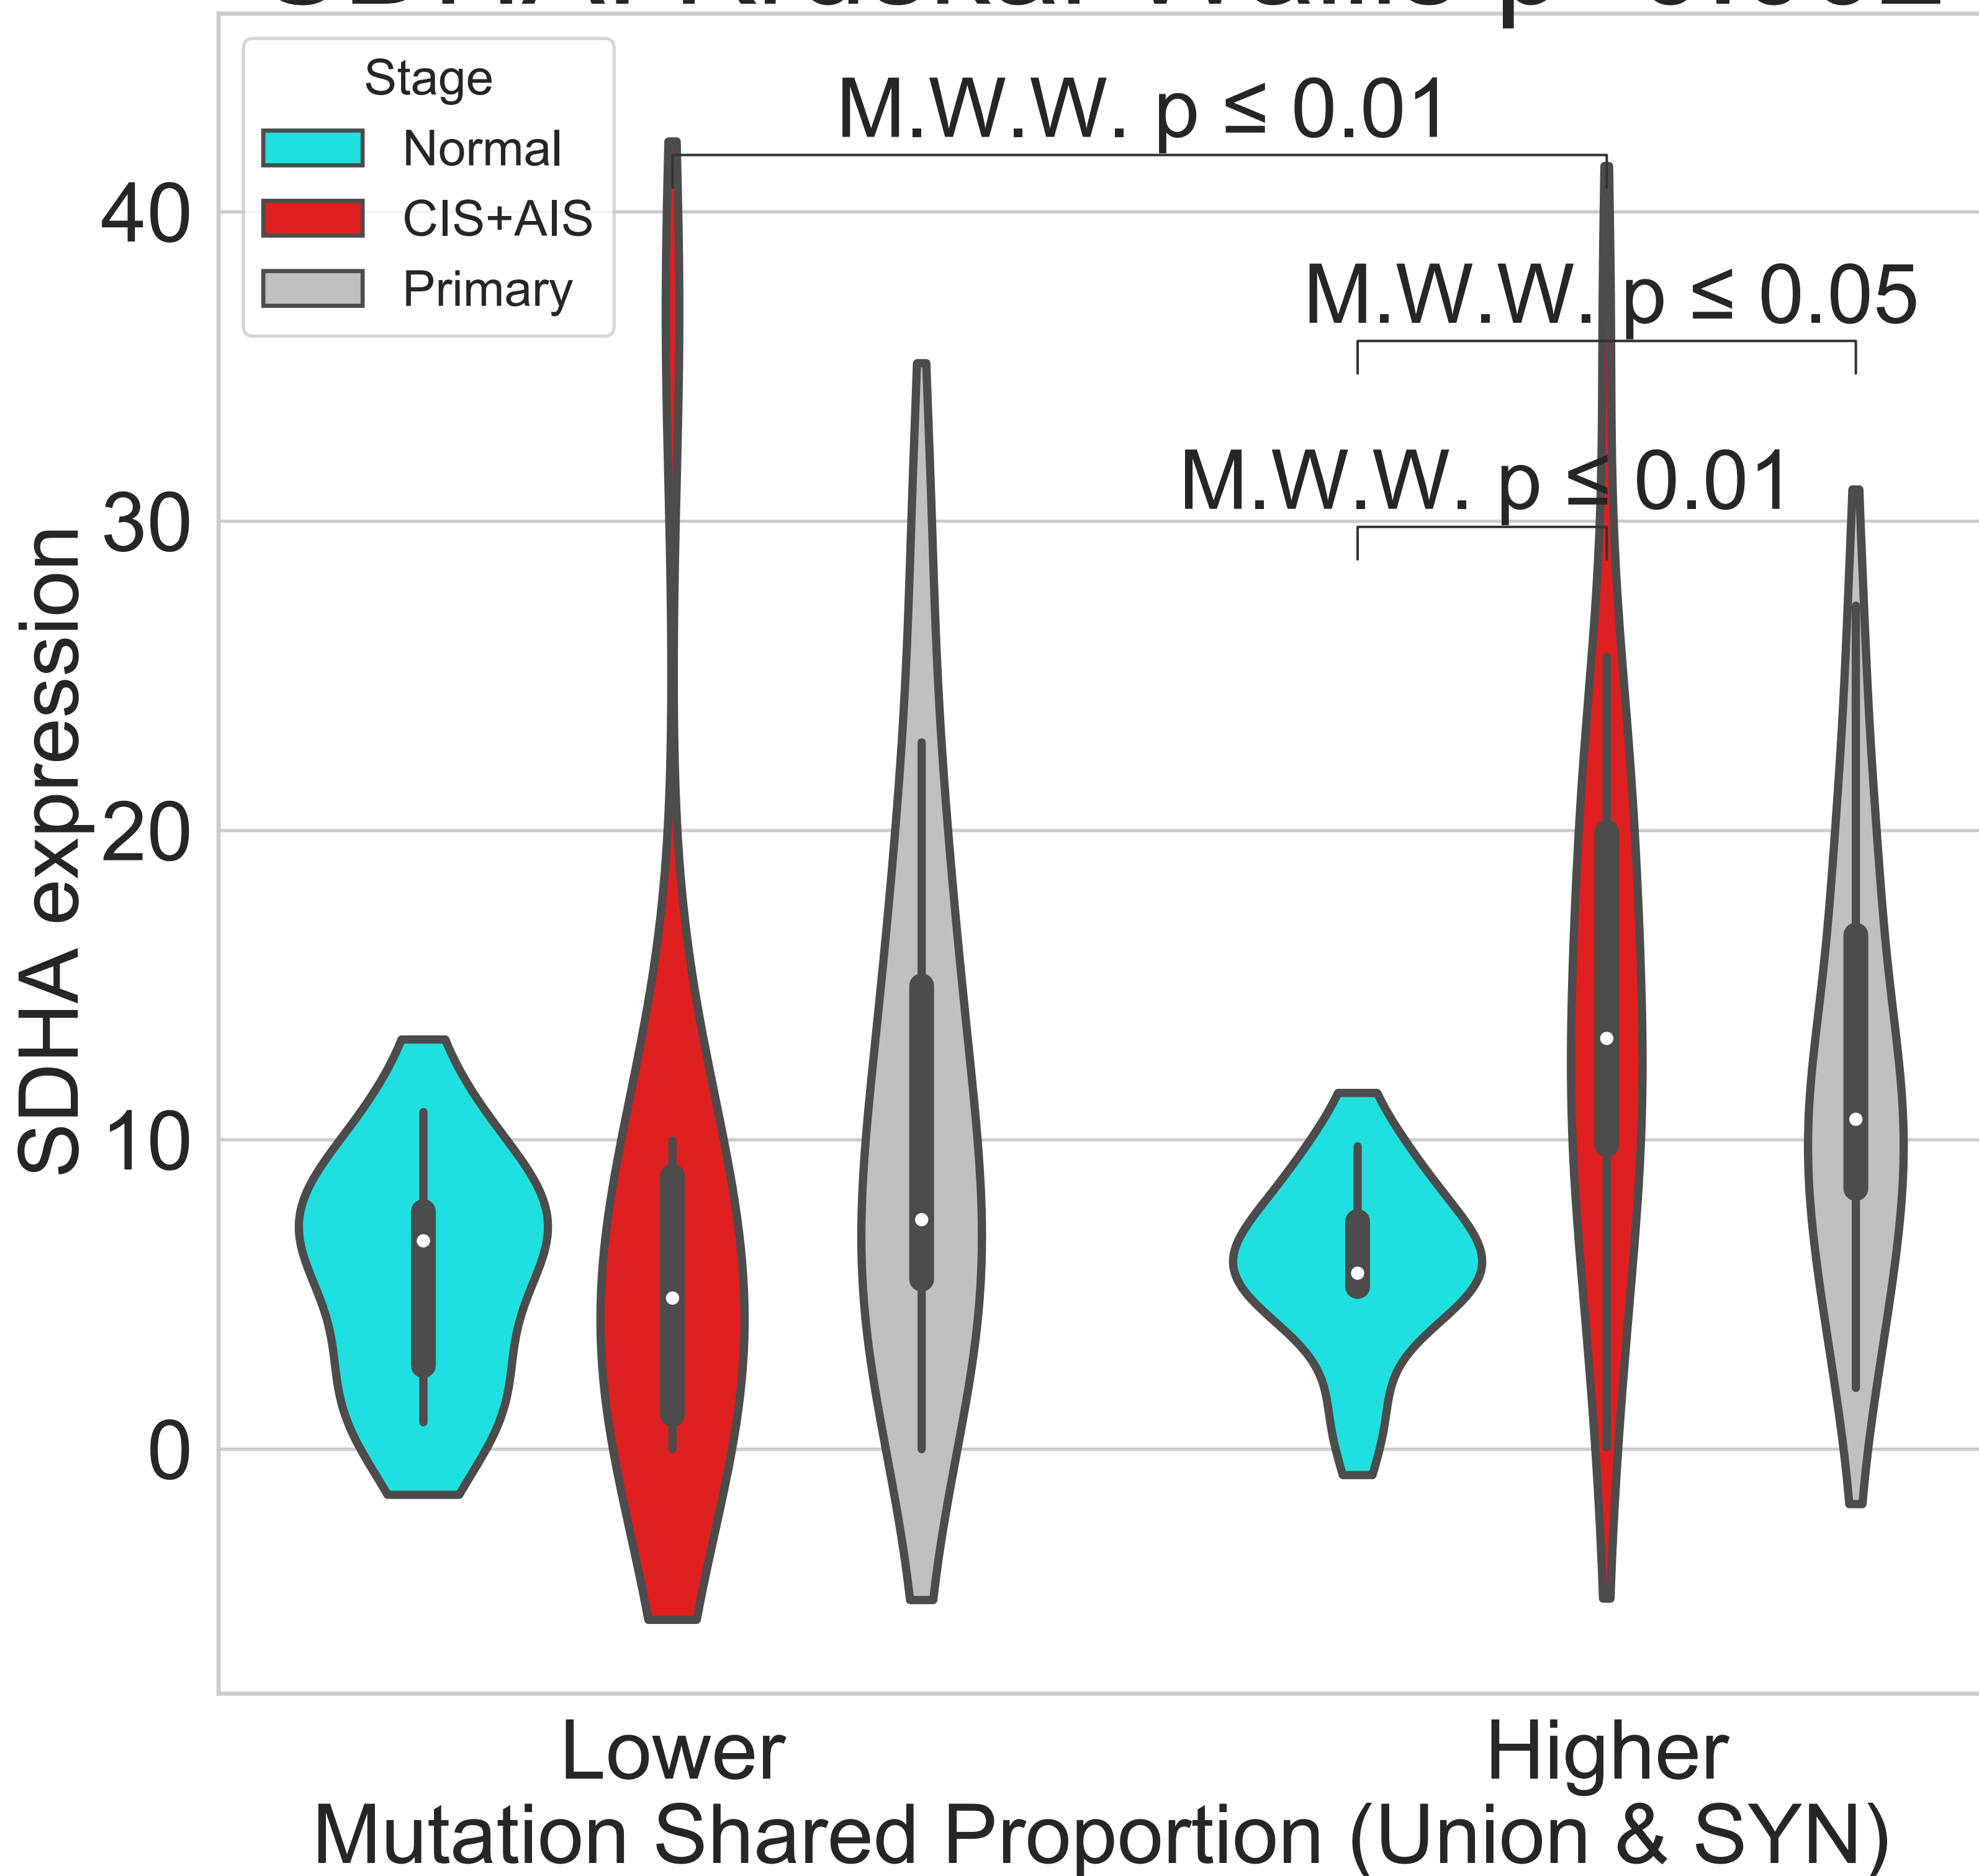 Stage
Normal
CIS+AIS
Primary
M.W.W. p ≤ 0.01
M.W.W. p ≤ 0.05
M.W.W. p ≤ 0.01
40
30
20
10
0
SDHA expression
Lower
Higher
Mutation Shared Proportion (Union & SYN)